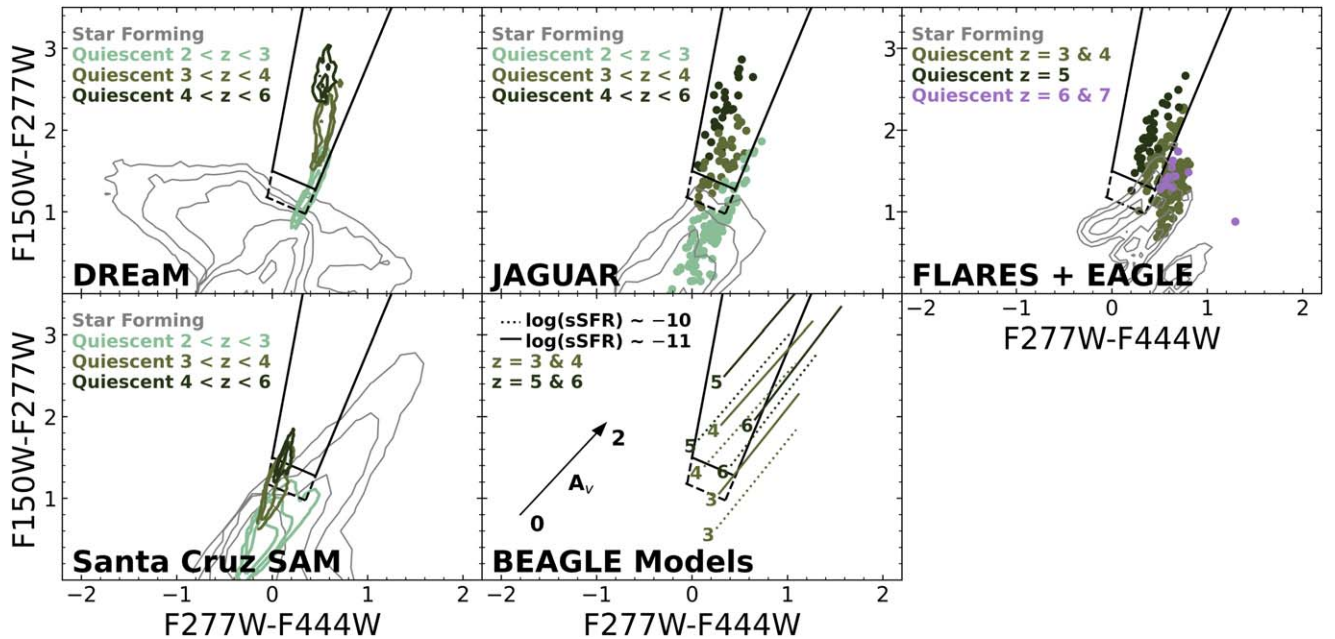 F150W-F277W
3
2
1
Star Forming
Quiescent 2 < z < 3
Quiescent 3 < z < 4
Quiescent 4 < z < 6
DREaM
Star Forming
Quiescent 2 < z < 3
Quiescent 3 < z < 4
Quiescent 4 < z < 6
JAGUAR
Star Forming
Quiescent z = 3 & 4
Quiescent z = 5
Quiescent z = 6 & 7
FLARES + EAGLE
−2 −1 0 1 2
F277W-F444W
F150W-F277W
3
2
1
Star Forming
Quiescent 2 < z < 3
Quiescent 3 < z < 4
Quiescent 4 < z < 6
Santa Cruz SAM
−2 −1 0 1 2
F277W-F444W
log(sSFR) ~ −10
log(sSFR) ~ −11
z = 3 & 4
z = 5 & 6
5
4
6
5
4
6
3
3
2
Av
0
BEAGLE Models
−2 −1 0 1 2
F277W-F444W